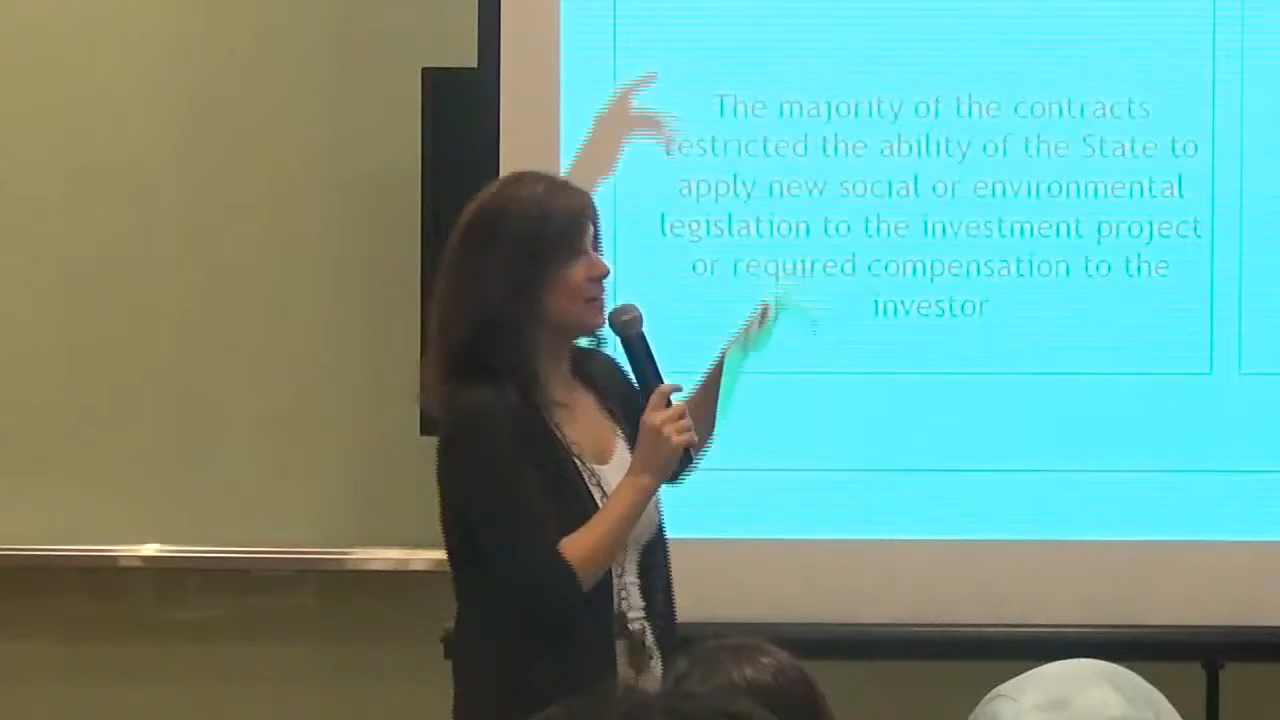 The majority of the contracts
restricted the ability of the State to
apply new social or environmental
legislation to the investment project
or required compensation to the
investor